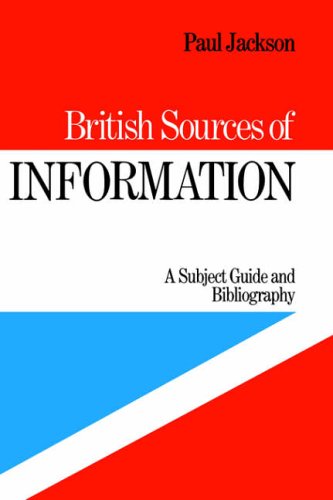 Paul Jackson
British Sources of
INFORMATION
A Subject Guide and
Bibliography